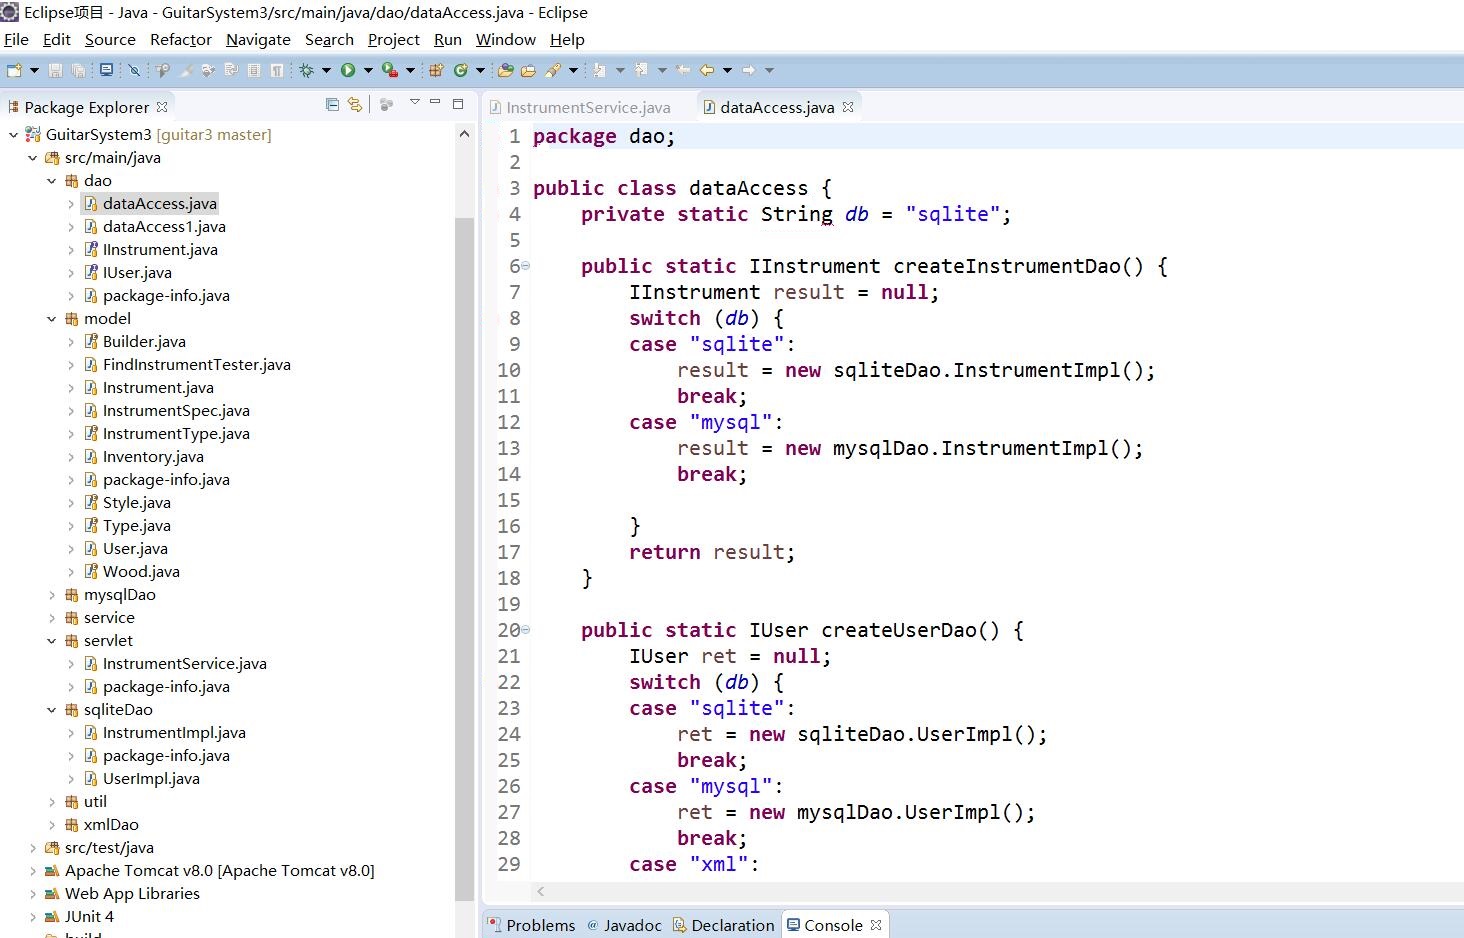 Eclipse项目 - Java - GuitarSystem3/src/main/java/dao/dataAccess.java - Eclipse
File Edit Source Refactor Navigate Search Project Run Window Help
Package Explorer
GuitarSystem3 [guitar3 master]
src/main/java
dao
dataAccess.java
dataAccess1.java
IInstrument.java
IUser.java
package-info.java
model
Builder.java
FindInstrumentTester.java
Instrument.java
InstrumentSpec.java
InstrumentType.java
Inventory.java
package-info.java
Style.java
Type.java
User.java
Wood.java
mysqlDao
service
servlet
InstrumentService.java
package-info.java
sqliteDao
InstrumentImpl.java
package-info.java
UserImpl.java
util
xmlDao
src/test/java
Apache Tomcat v8.0 [Apache Tomcat v8.0]
Web App Libraries
JUnit 4
build
InstrumentService.java dataAccess.java
1 package dao;
2
3 public class dataAccess {
4 private static String db = "sqlite";
5
6 public static IInstrument createInstrumentDao() {
7 IInstrument result = null;
8 switch (db) {
9 case "sqlite":
10 result = new sqliteDao.InstrumentImpl();
11 break;
12 case "mysql":
13 result = new mysqlDao.InstrumentImpl();
14 break;
15
16 }
17 return result;
18 }
19
20 public static IUser createUserDao() {
21 IUser ret = null;
22 switch (db) {
23 case "sqlite":
24 ret = new sqliteDao.UserImpl();
25 break;
26 case "mysql":
27 ret = new mysqlDao.UserImpl();
28 break;
29 case "xml":
Problems @ Javadoc Declaration Console